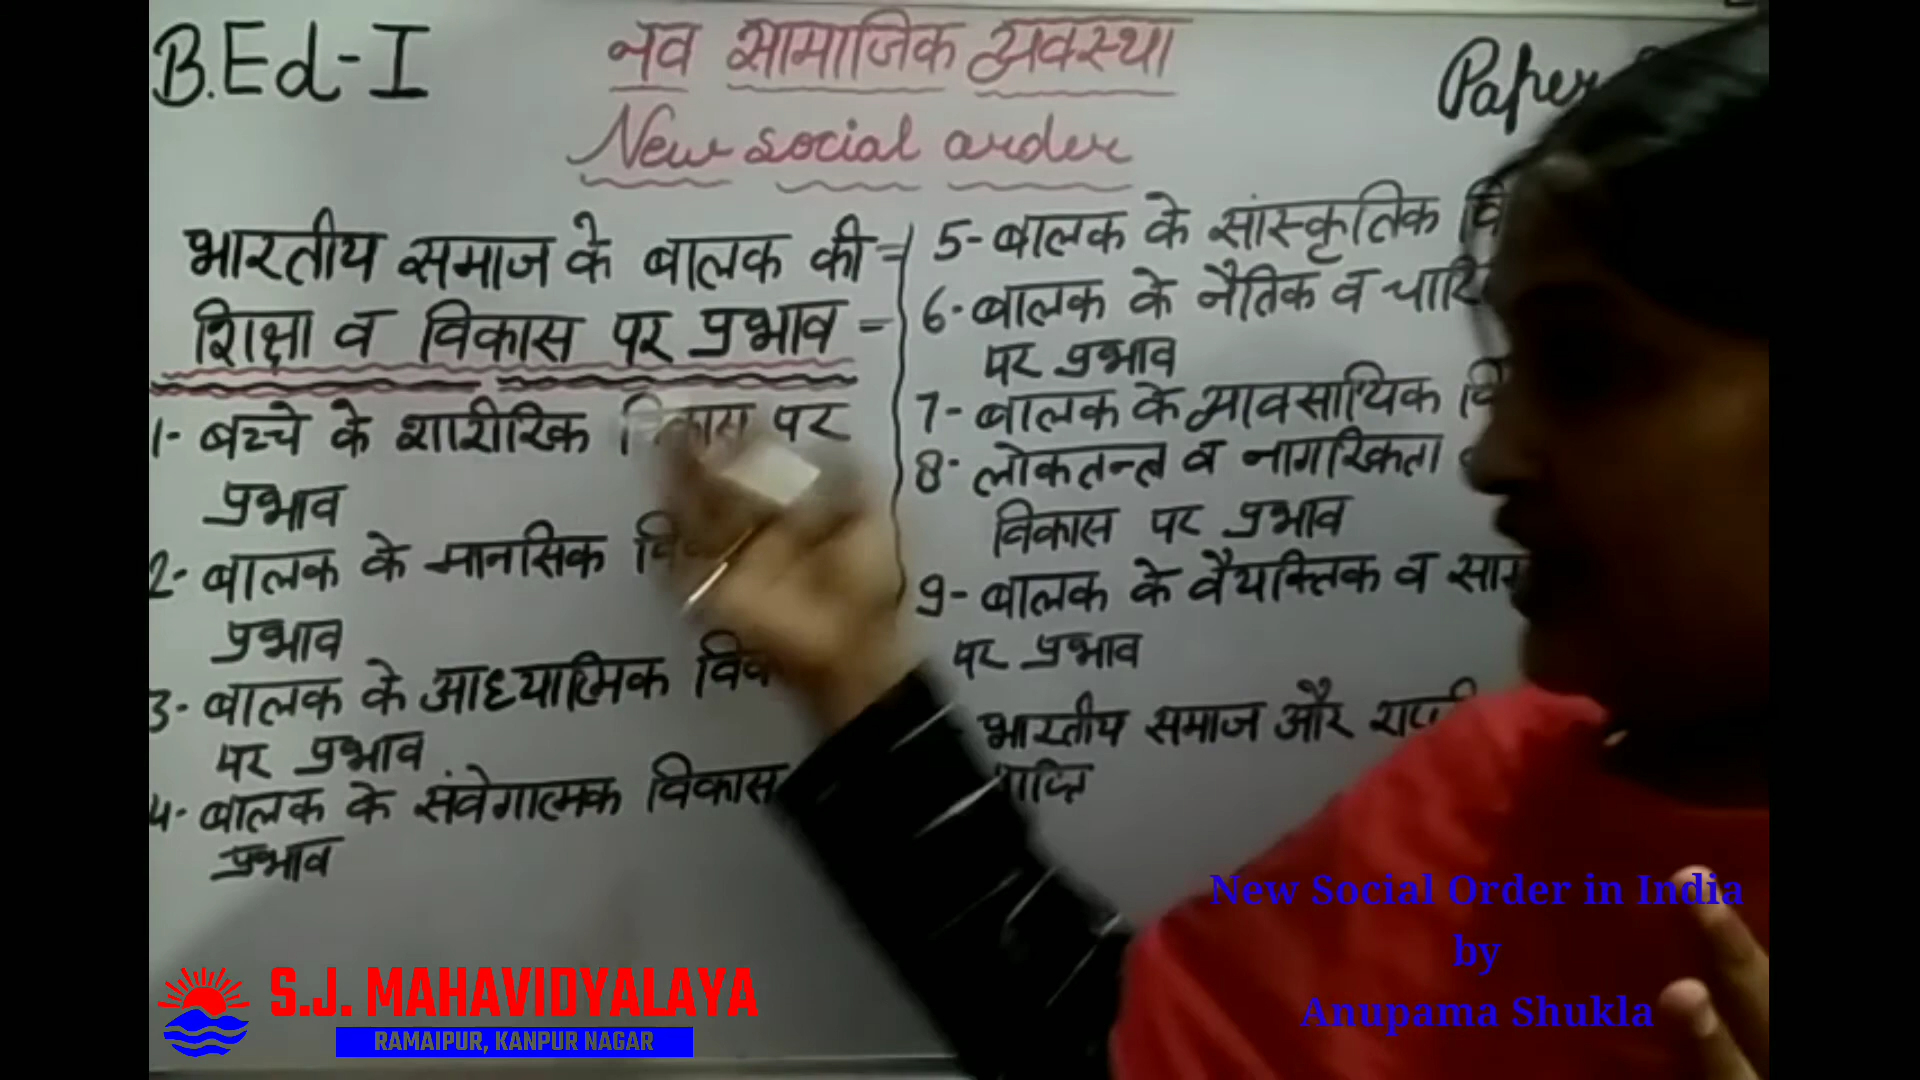 B.Ed-I
नव सामाजिक व्यवस्था
Paper
New social order
भारतीय समाज के बालक की =
शिक्षा व विकास पर प्रभाव =
1- बच्चे के शारीरिक विकास पर
प्रभाव
2- बालक के मानसिक
प्रभाव
3- बालक के आध्यात्मिक
पर प्रभाव
4- बालक के संवेगात्मक विकास
प्रभाव
5- बालक के सांस्कृतिक
6- बालक के नैतिक व
पर प्रभाव
7- बालक के व्यावसायिक
8- लोकतन्त्र व नागरिकता
विकास पर प्रभाव
9- बालक के वैयक्तिक व
पर प्रभाव
भारतीय समाज और
S.J. MAHAVIDYALAYA
RAMAIPUR, KANPUR NAGAR
New Social Order in India
by
Anupama Shukla